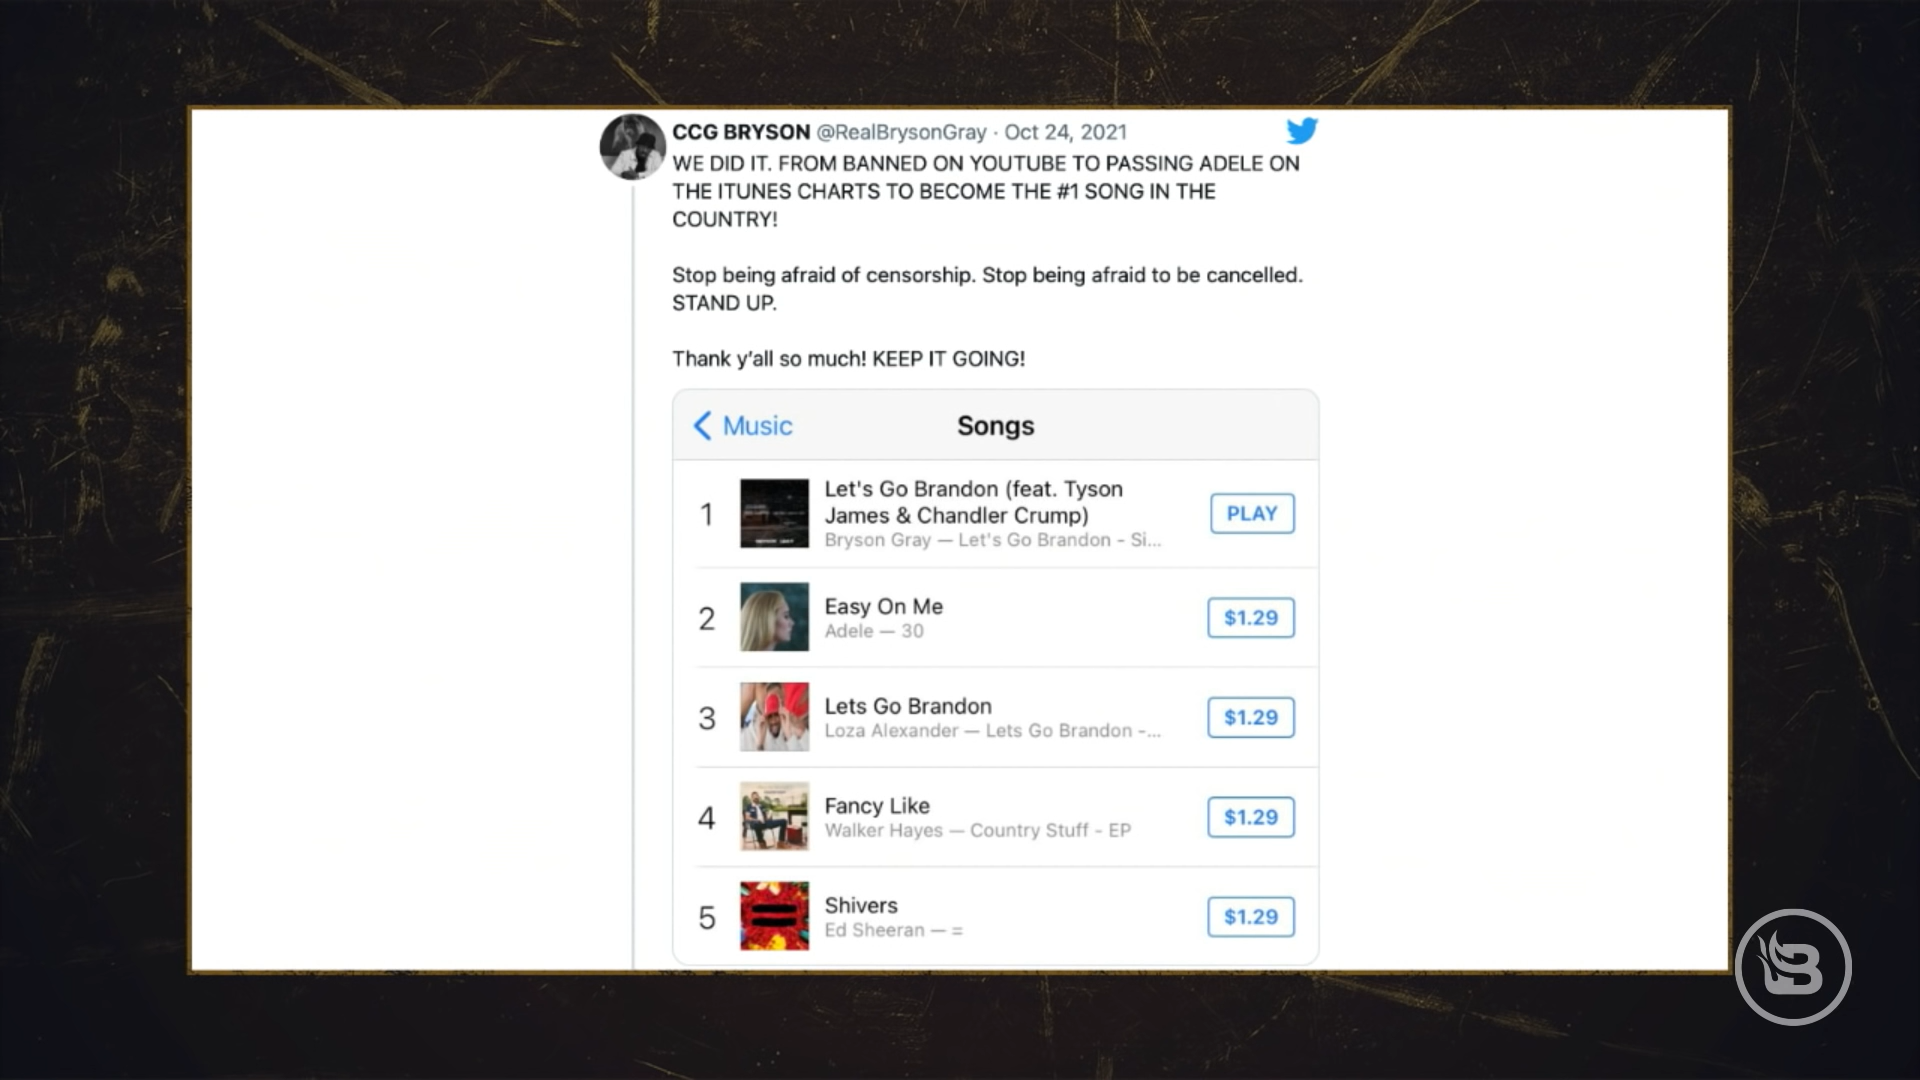 CCG BRYSON @RealBrysonGray · Oct 24, 2021
WE DID IT. FROM BANNED ON YOUTUBE TO PASSING ADELE ON
THE ITUNES CHARTS TO BECOME THE #1 SONG IN THE
COUNTRY!
Stop being afraid of censorship. Stop being afraid to be cancelled.
STAND UP.
Thank y'all so much! KEEP IT GOING!
Music
Songs
1
Let's Go Brandon (feat. Tyson
James & Chandler Crump)
Bryson Gray — Let's Go Brandon - Si...
PLAY
2
Easy On Me
Adele — 30
$1.29
3
Lets Go Brandon
Loza Alexander — Lets Go Brandon -...
$1.29
4
Fancy Like
Walker Hayes — Country Stuff - EP
$1.29
5
Shivers
Ed Sheeran — =
$1.29
B